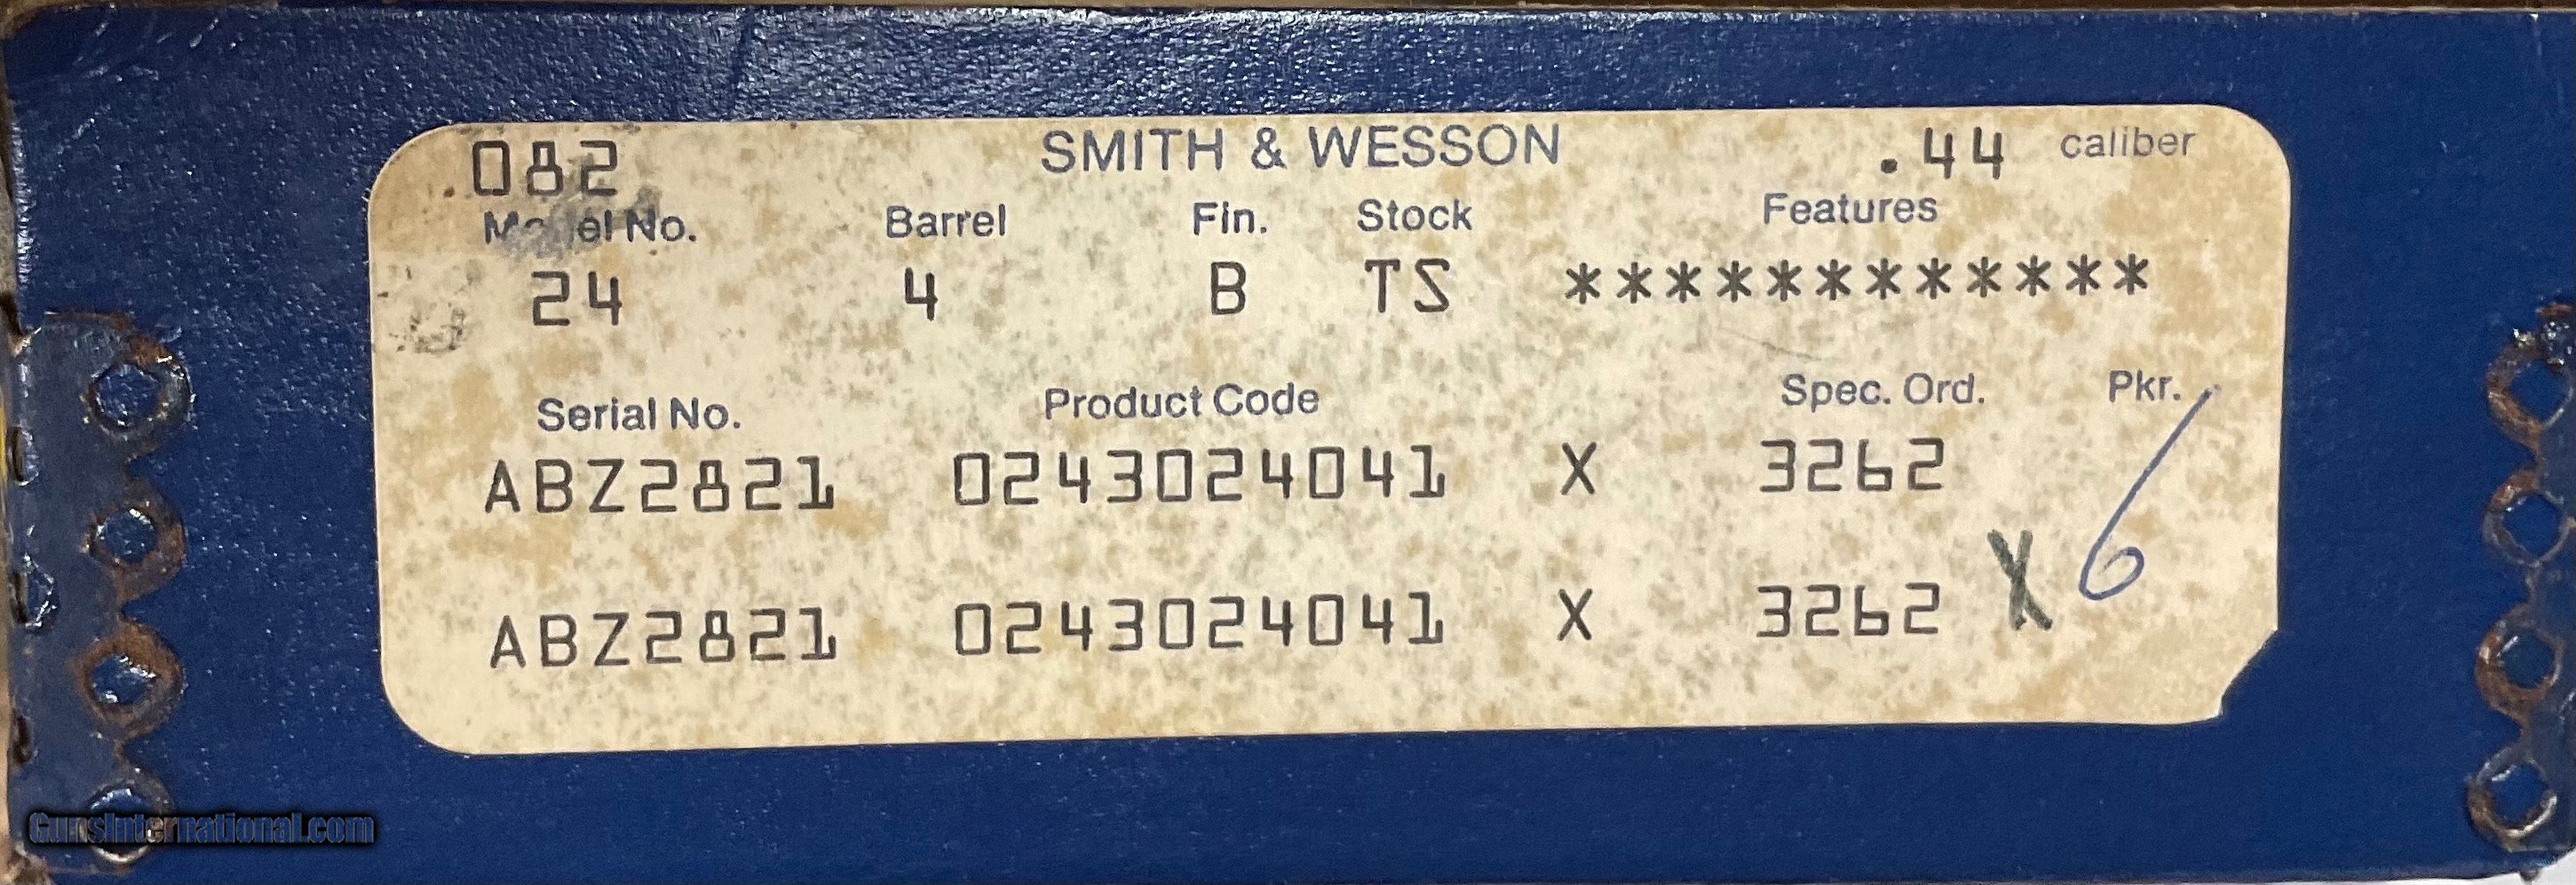 082 SMITH & WESSON .44 caliber
Model No. Barrel Fin. Stock Features
24 4 B TS ************
Serial No. Product Code Spec. Ord. Pkr.
ABZ2821 0243024041 X 3262
ABZ2821 0243024041 X 3262 X 6
GunsInternational.com